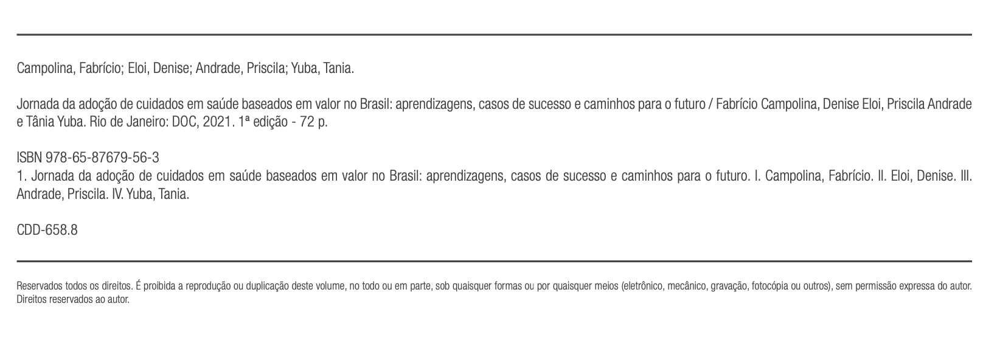 Campolina, Fabrício; Eloi, Denise; Andrade, Priscila; Yuba, Tania.
Jornada da adoção de cuidados em saúde baseados em valor no Brasil: aprendizagens, casos de sucesso e caminhos para o futuro / Fabrício Campolina, Denise Eloi, Priscila Andrade
e Tânia Yuba. Rio de Janeiro: DOC, 2021. 1ª edição - 72 p.
ISBN 978-65-87679-56-3
1. Jornada da adoção de cuidados em saúde baseados em valor no Brasil: aprendizagens, casos de sucesso e caminhos para o futuro. I. Campolina, Fabrício. II. Eloi, Denise. III.
Andrade, Priscila. IV. Yuba, Tania.
CDD-658.8
Reservados todos os direitos. É proibida a reprodução ou duplicação deste volume, no todo ou em parte, sob quaisquer formas ou por quaisquer meios (eletrônico, mecânico, gravação, fotocópia ou outros), sem permissão expressa do autor.
Direitos reservados ao autor.